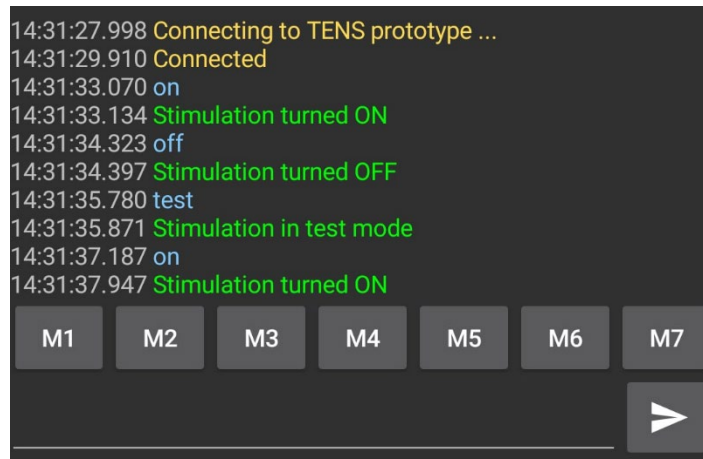 14:31:27.998 Connecting to TENS prototype ...
14:31:29.910 Connected
14:31:33.070 on
14:31:33.134 Stimulation turned ON
14:31:34.323 off
14:31:34.397 Stimulation turned OFF
14:31:35.780 test
14:31:35.871 Stimulation in test mode
14:31:37.187 on
14:31:37.947 Stimulation turned ON
M1 M2 M3 M4 M5 M6 M7